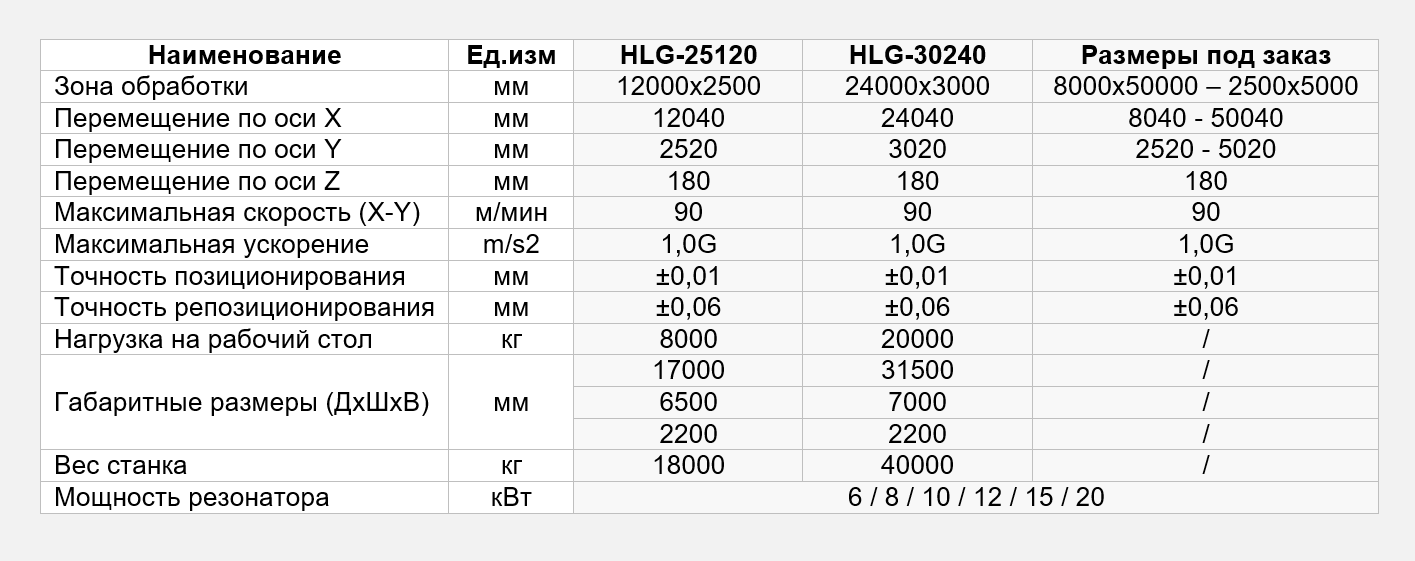 Наименование Ед.изм HLG-25120 HLG-30240 Размеры под заказ
Зона обработки мм 12000x2500 24000x3000 8000x50000 – 2500x5000
Перемещение по оси X мм 12040 24040 8040 - 50040
Перемещение по оси Y мм 2520 3020 2520 - 5020
Перемещение по оси Z мм 180 180 180
Максимальная скорость (X-Y) м/мин 90 90 90
Максимальная ускорение m/s2 1,0G 1,0G 1,0G
Точность позиционирования мм ±0,01 ±0,01 ±0,01
Точность репозиционирования мм ±0,06 ±0,06 ±0,06
Нагрузка на рабочий стол кг 8000 20000 /
17000 31500 /
Габаритные размеры (ДхШхВ) мм 6500 7000 /
2200 2200 /
Вес станка кг 18000 40000 /
Мощность резонатора кВт 6 / 8 / 10 / 12 / 15 / 20